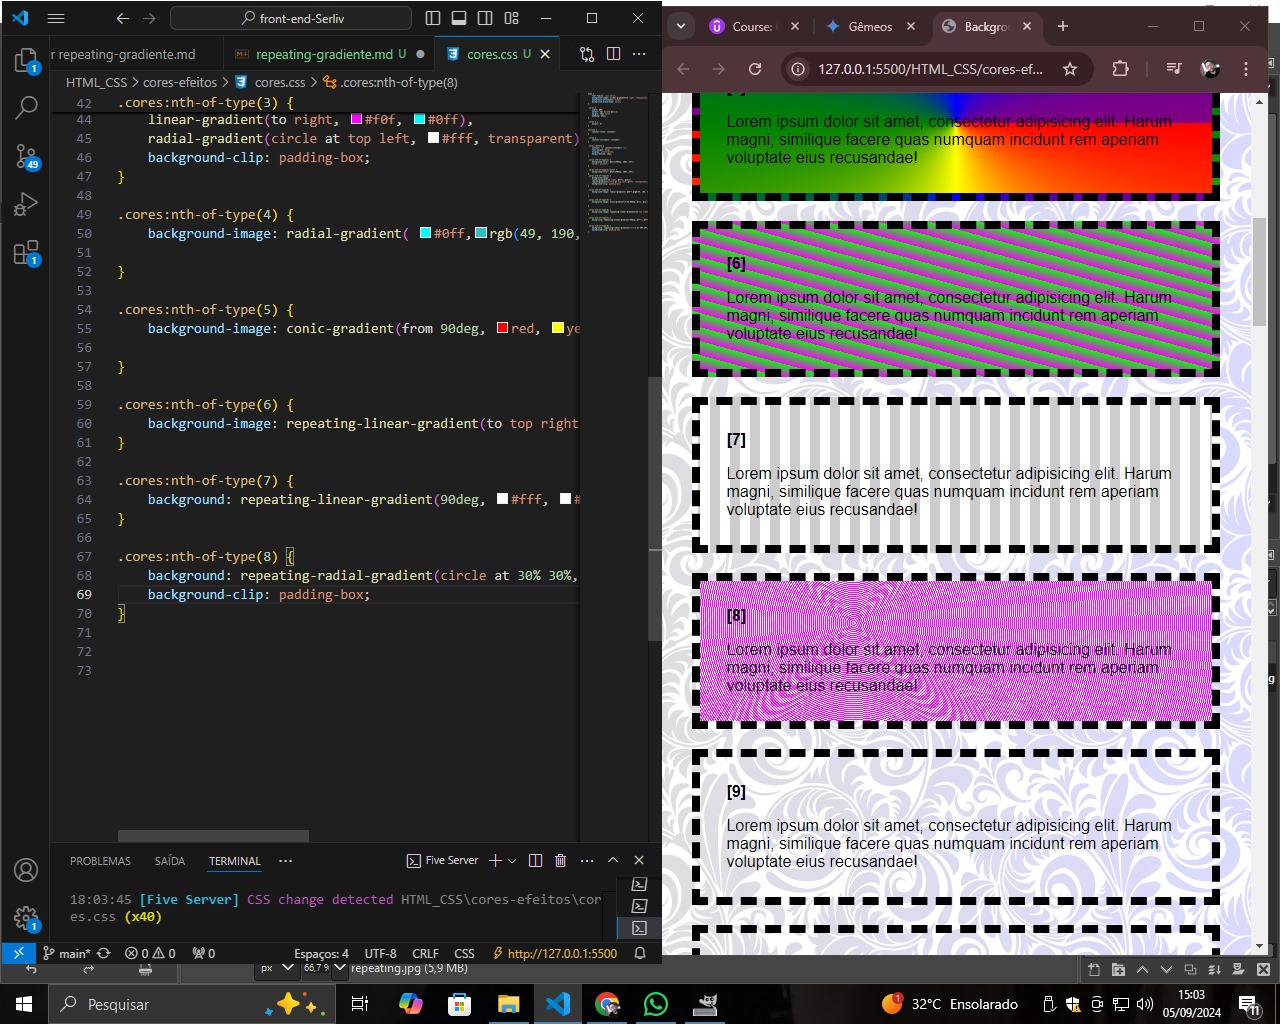 front-end-Serliv
r repeating-gradiente.md
repeating-gradiente.md U
cores.css U
HTML_CSS > cores-efeitos > cores.css > .cores:nth-of-type(8)
42 .cores:nth-of-type(3) {
44 linear-gradient(to right, #f0f, #0ff),
45 radial-gradient(circle at top left, #fff, transparent)
46 background-clip: padding-box;
47 }
48
49 .cores:nth-of-type(4) {
50 background-image: radial-gradient( #0ff, rgb(49, 190,
51
52 }
53
54 .cores:nth-of-type(5) {
55 background-image: conic-gradient(from 90deg, red, ye
56
57 }
58
59 .cores:nth-of-type(6) {
60 background-image: repeating-linear-gradient(to top right
61 }
62
63 .cores:nth-of-type(7) {
64 background: repeating-linear-gradient(90deg, #fff, #
65 }
66
67 .cores:nth-of-type(8) {
68 background: repeating-radial-gradient(circle at 30% 30%,
69 background-clip: padding-box;
70 }
71
72
73
PROBLEMAS SAÍDA TERMINAL ··· Five Server
18:03:45 [Five Server] CSS change detected HTML_CSS\cores-efeitos\cor
es.css (x40)
1
49
1
1
main* 0 0 0 Espaços: 4 UTF-8 CRLF CSS http://127.0.0.1:5500
Course: Gêmeos Backgrou
127.0.0.1:5500/HTML_CSS/cores-ef...
Lorem ipsum dolor sit amet, consectetur adipisicing elit. Harum
magni, similique facere quas numquam incidunt rem aperiam
voluptate eius recusandae!
[6]
Lorem ipsum dolor sit amet, consectetur adipisicing elit. Harum
magni, similique facere quas numquam incidunt rem aperiam
voluptate eius recusandae!
[7]
Lorem ipsum dolor sit amet, consectetur adipisicing elit. Harum
magni, similique facere quas numquam incidunt rem aperiam
voluptate eius recusandae!
[8]
Lorem ipsum dolor sit amet, consectetur adipisicing elit. Harum
magni, similique facere quas numquam incidunt rem aperiam
voluptate eius recusandae!
[9]
Lorem ipsum dolor sit amet, consectetur adipisicing elit. Harum
magni, similique facere quas numquam incidunt rem aperiam
voluptate eius recusandae!
px 66,7 % repeating.jpg (5,9 MB)
Pesquisar
1
32°C Ensolarado
15:03
05/09/2024
11